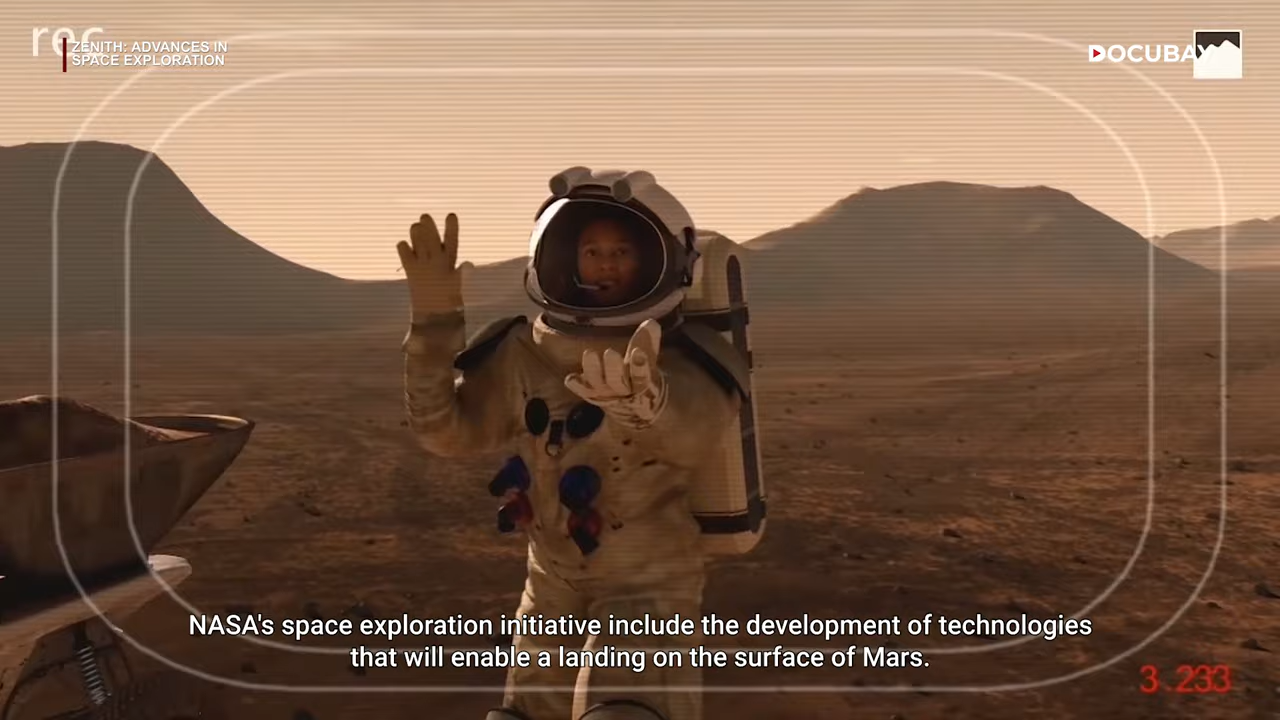 rec
ZENITH: ADVANCES IN
SPACE EXPLORATION
DOCUBAY
NASA's space exploration initiative include the development of technologies
that will enable a landing on the surface of Mars.
3.233